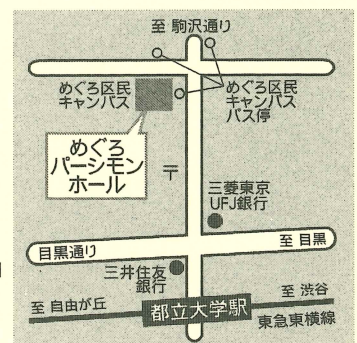 至 駒沢通り
めぐろ区民
キャンパス
めぐろ区民
キャンパス
バス停
めぐろ
パーシモン
ホール
〒
三菱東京
UFJ銀行
目黒通り
至 目黒
三井住友
銀行
至 自由が丘
都立大学駅
至 渋谷
東急東横線